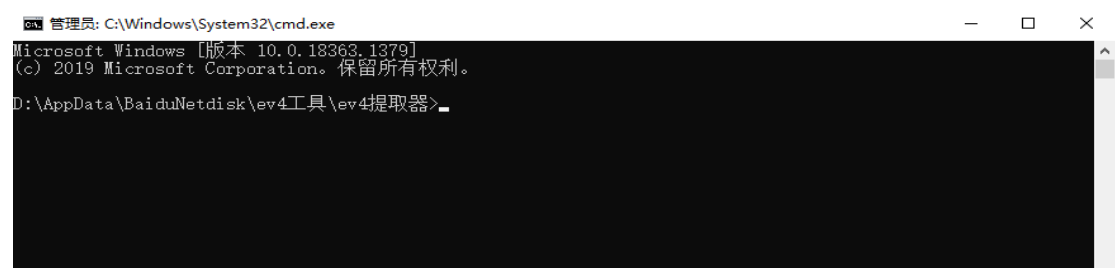 管理员: C:\Windows\System32\cmd.exe
Microsoft Windows [版本 10.0.18363.1379]
(c) 2019 Microsoft Corporation。保留所有权利。
D:\AppData\BaiduNetdisk\ev4工具\ev4提取器>